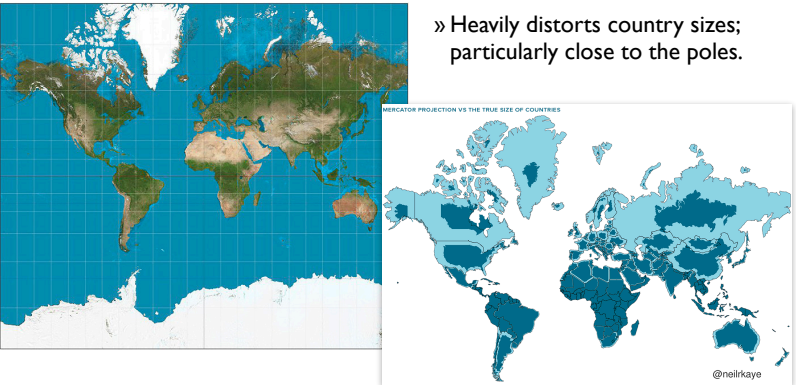 » Heavily distorts country sizes;
particularly close to the poles.
MERCATOR PROJECTION VS THE TRUE SIZE OF COUNTRIES
@neilrkaye